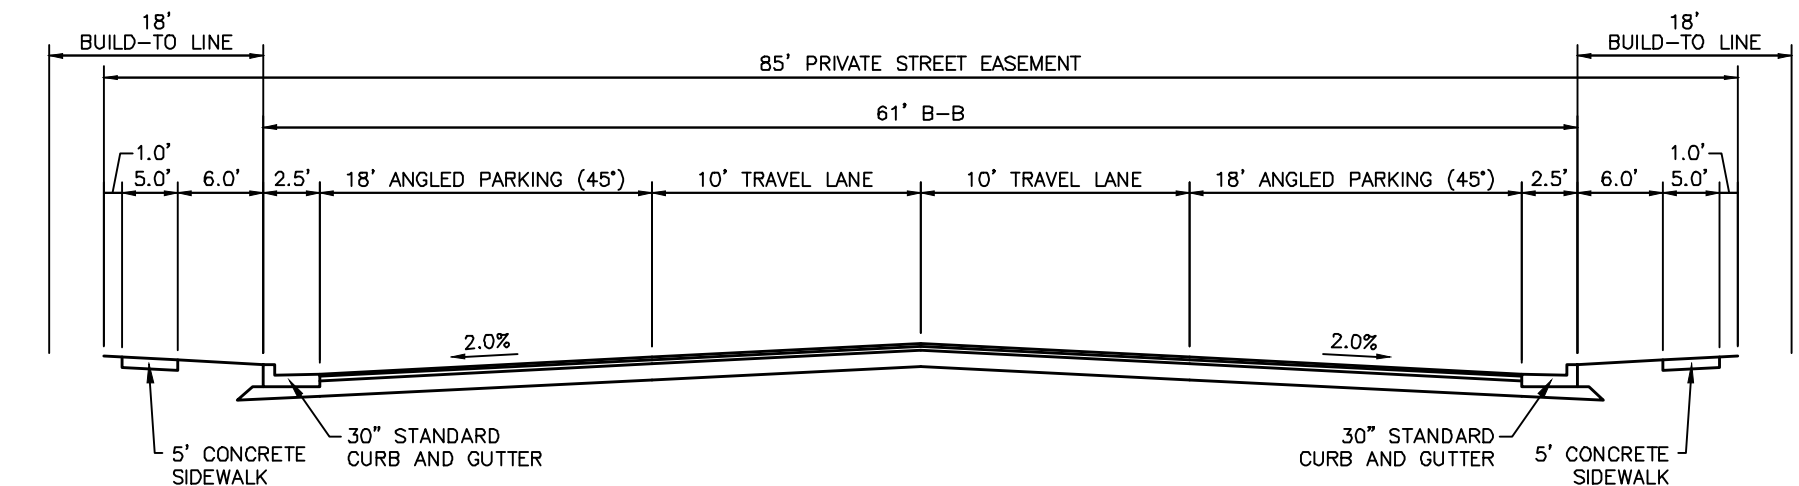 18'
BUILD-TO LINE
18'
BUILD-TO LINE
85' PRIVATE STREET EASEMENT
61' B-B
1.0'
1.0'
5.0'
6.0'
2.5'
18' ANGLED PARKING (45°)
10' TRAVEL LANE
10' TRAVEL LANE
18' ANGLED PARKING (45°)
2.5'
6.0'
5.0'
2.0%
2.0%
30" STANDARD
CURB AND GUTTER
30" STANDARD
CURB AND GUTTER
5' CONCRETE
SIDEWALK
5' CONCRETE
SIDEWALK